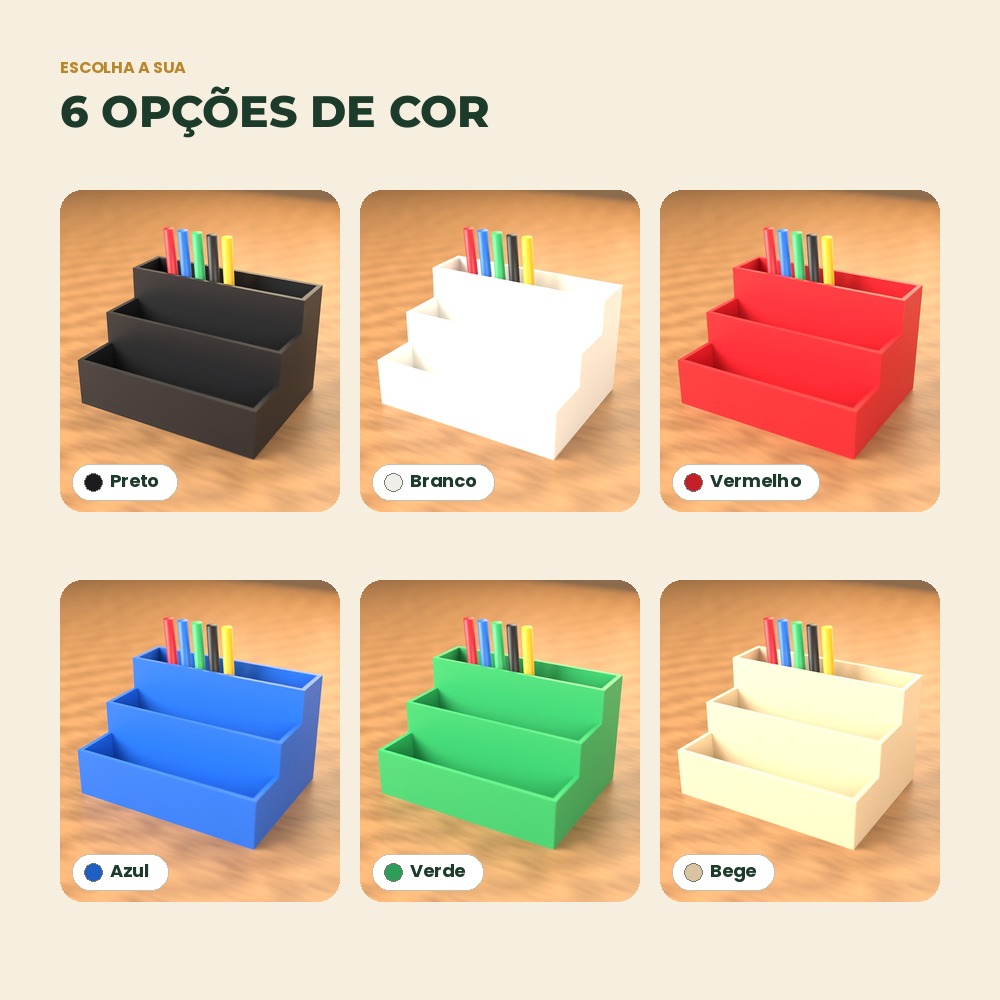 ESCOLHA A SUA
6 OPÇÕES DE COR
Preto
Branco
Vermelho
Azul
Verde
Bege